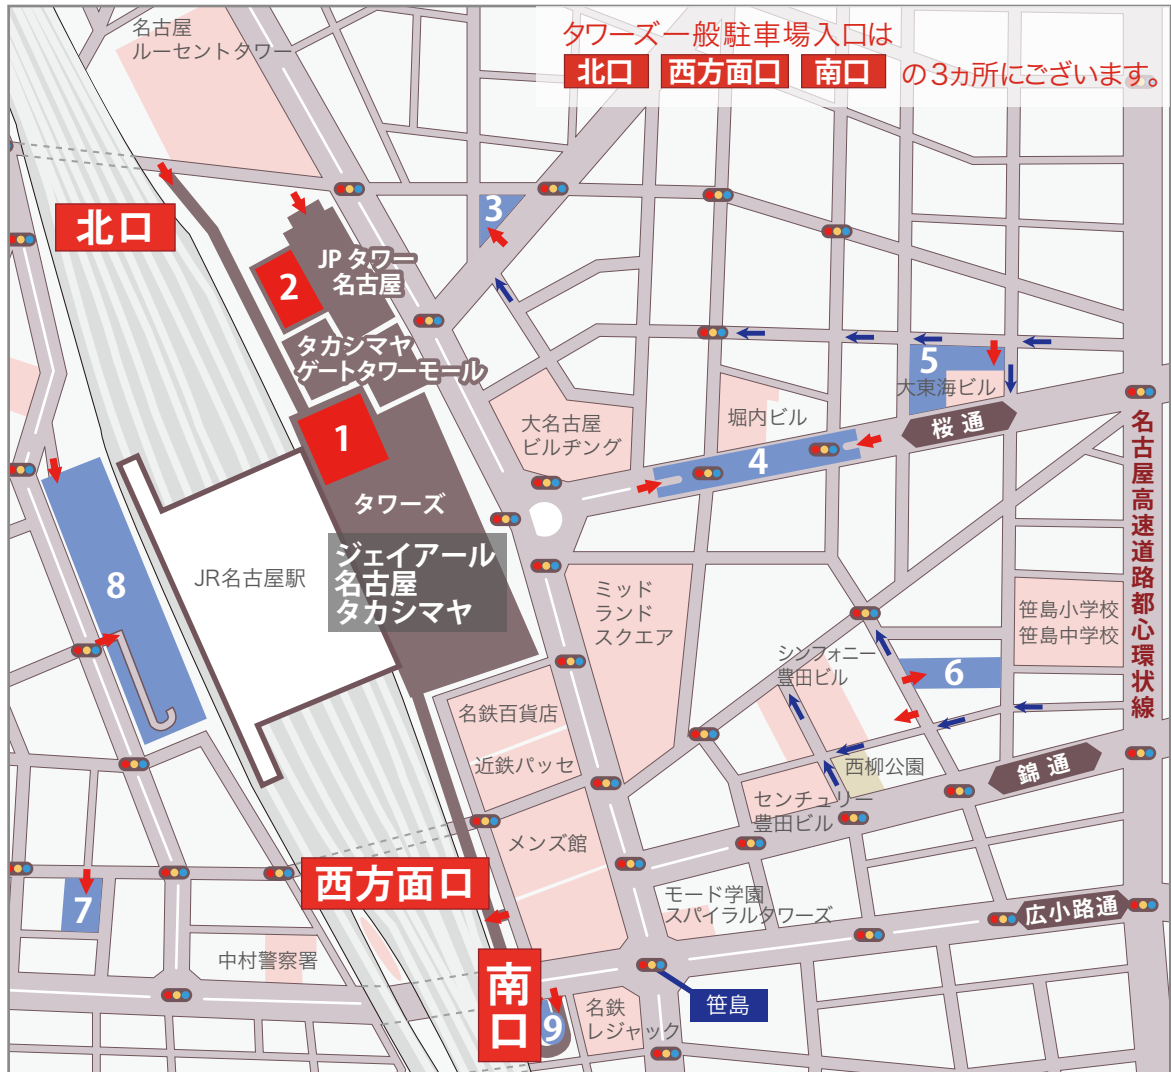 タワーズ一般駐車場入口は
北口 西方面口 南口 の3ヵ所にございます。
名古屋
ルーセントタワー
北口
3
JPタワー
名古屋
2
タカシマヤ
ゲートタワーモール
5
大東海ビル
桜通
1
大名古屋
ビルヂング
堀内ビル
4
タワーズ
ジェイアール
名古屋
タカシマヤ
JR名古屋駅
8
名古屋高速道路都心環状線
ミッド
ランド
スクエア
笹島小学校
笹島中学校
シンフォニー
豊田ビル
6
名鉄百貨店
近鉄パッセ
西柳公園
錦通
センチュリー
豊田ビル
メンズ館
西方面口
7
モード学園
スパイラルタワーズ
広小路通
中村警察署
南口
9
名鉄
レジャック
笹島